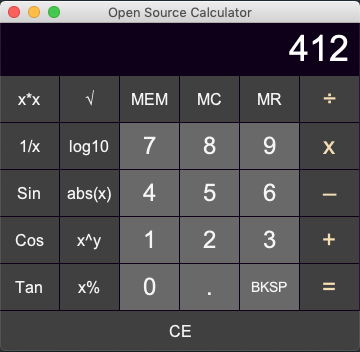 Open Source Calculator
412
x*x √ MEM MC MR ÷
1/x log10 7 8 9 x
Sin abs(x) 4 5 6 –
Cos x^y 1 2 3 +
Tan x% 0 . BKSP =
CE